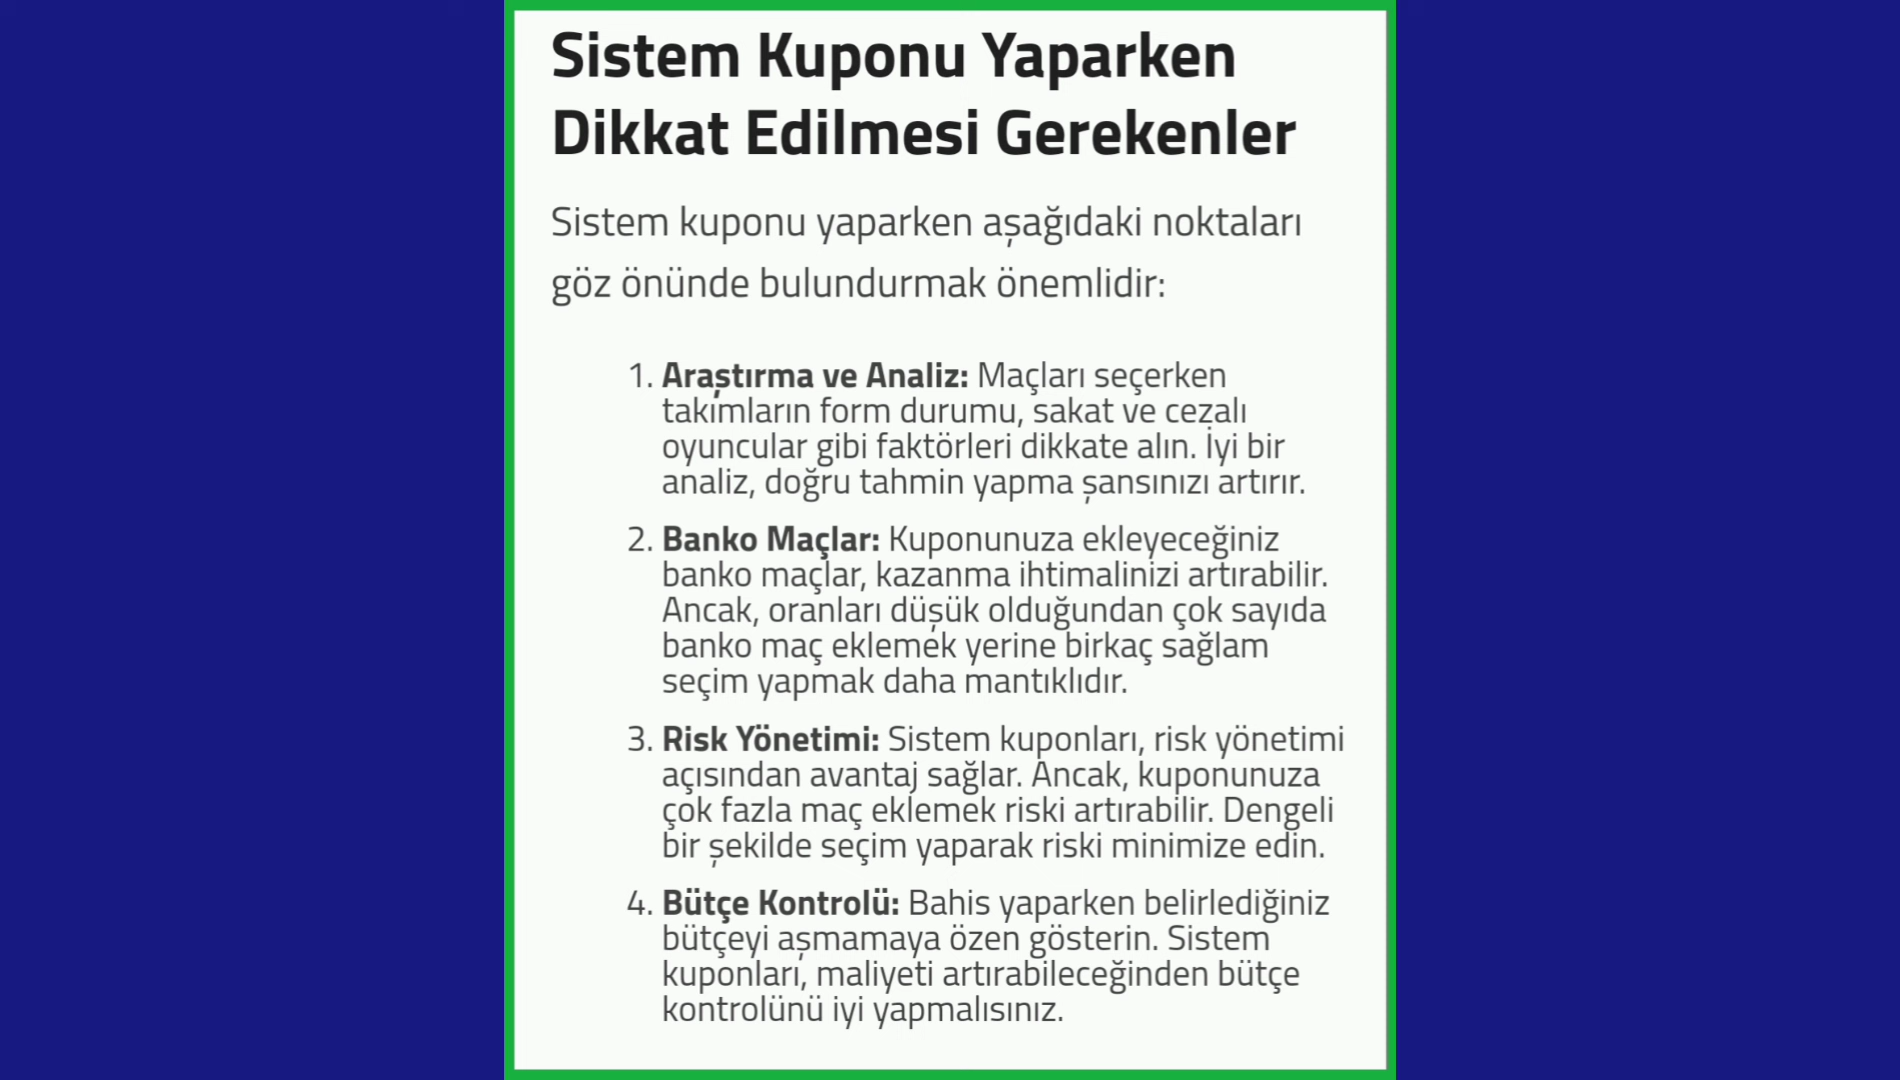 Sistem Kuponu Yaparken
Dikkat Edilmesi Gerekenler
Sistem kuponu yaparken aşağıdaki noktaları
göz önünde bulundurmak önemlidir:
1. Araştırma ve Analiz: Maçları seçerken
takımların form durumu, sakat ve cezalı
oyuncular gibi faktörleri dikkate alın. İyi bir
analiz, doğru tahmin yapma şansınızı artırır.
2. Banko Maçlar: Kuponunuza ekleyeceğiniz
banko maçlar, kazanma ihtimalinizi artırabilir.
Ancak, oranları düşük olduğundan çok sayıda
banko maç eklemek yerine birkaç sağlam
seçim yapmak daha mantıklıdır.
3. Risk Yönetimi: Sistem kuponları, risk yönetimi
açısından avantaj sağlar. Ancak, kuponunuza
çok fazla maç eklemek riski artırabilir. Dengeli
bir şekilde seçim yaparak riski minimize edin.
4. Bütçe Kontrolü: Bahis yaparken belirlediğiniz
bütçeyi aşmamaya özen gösterin. Sistem
kuponları, maliyeti artırabileceğinden bütçe
kontrolünü iyi yapmalısınız.